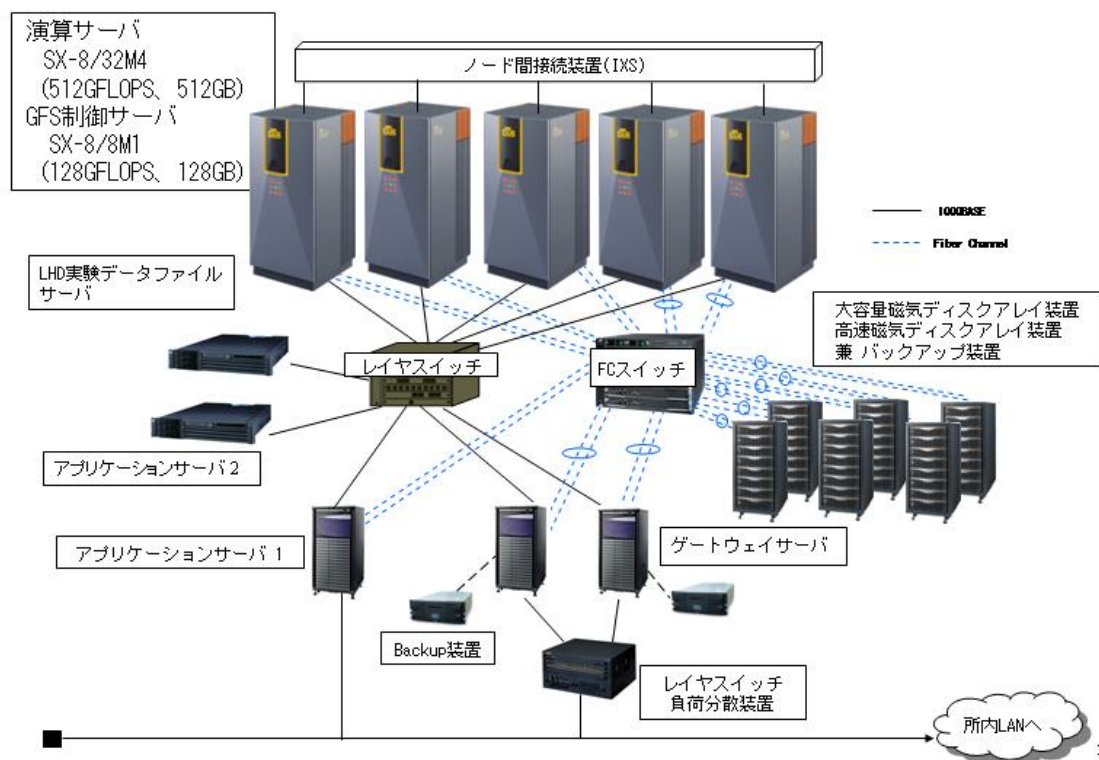 演算サーバ
SX-8/32M4
(512GFLOPS、512GB)
GFS制御サーバ
SX-8/8M1
(128GFLOPS、128GB)
ノード間接続装置(IXS)
1000BASE
Fiber Channel
LHD実験データファイル
サーバ
大容量磁気ディスクアレイ装置
高速磁気ディスクアレイ装置
兼 バックアップ装置
レイヤスイッチ
FCスイッチ
アプリケーションサーバ2
アプリケーションサーバ1
ゲートウェイサーバ
Backup装置
レイヤスイッチ
負荷分散装置
所内LANへ